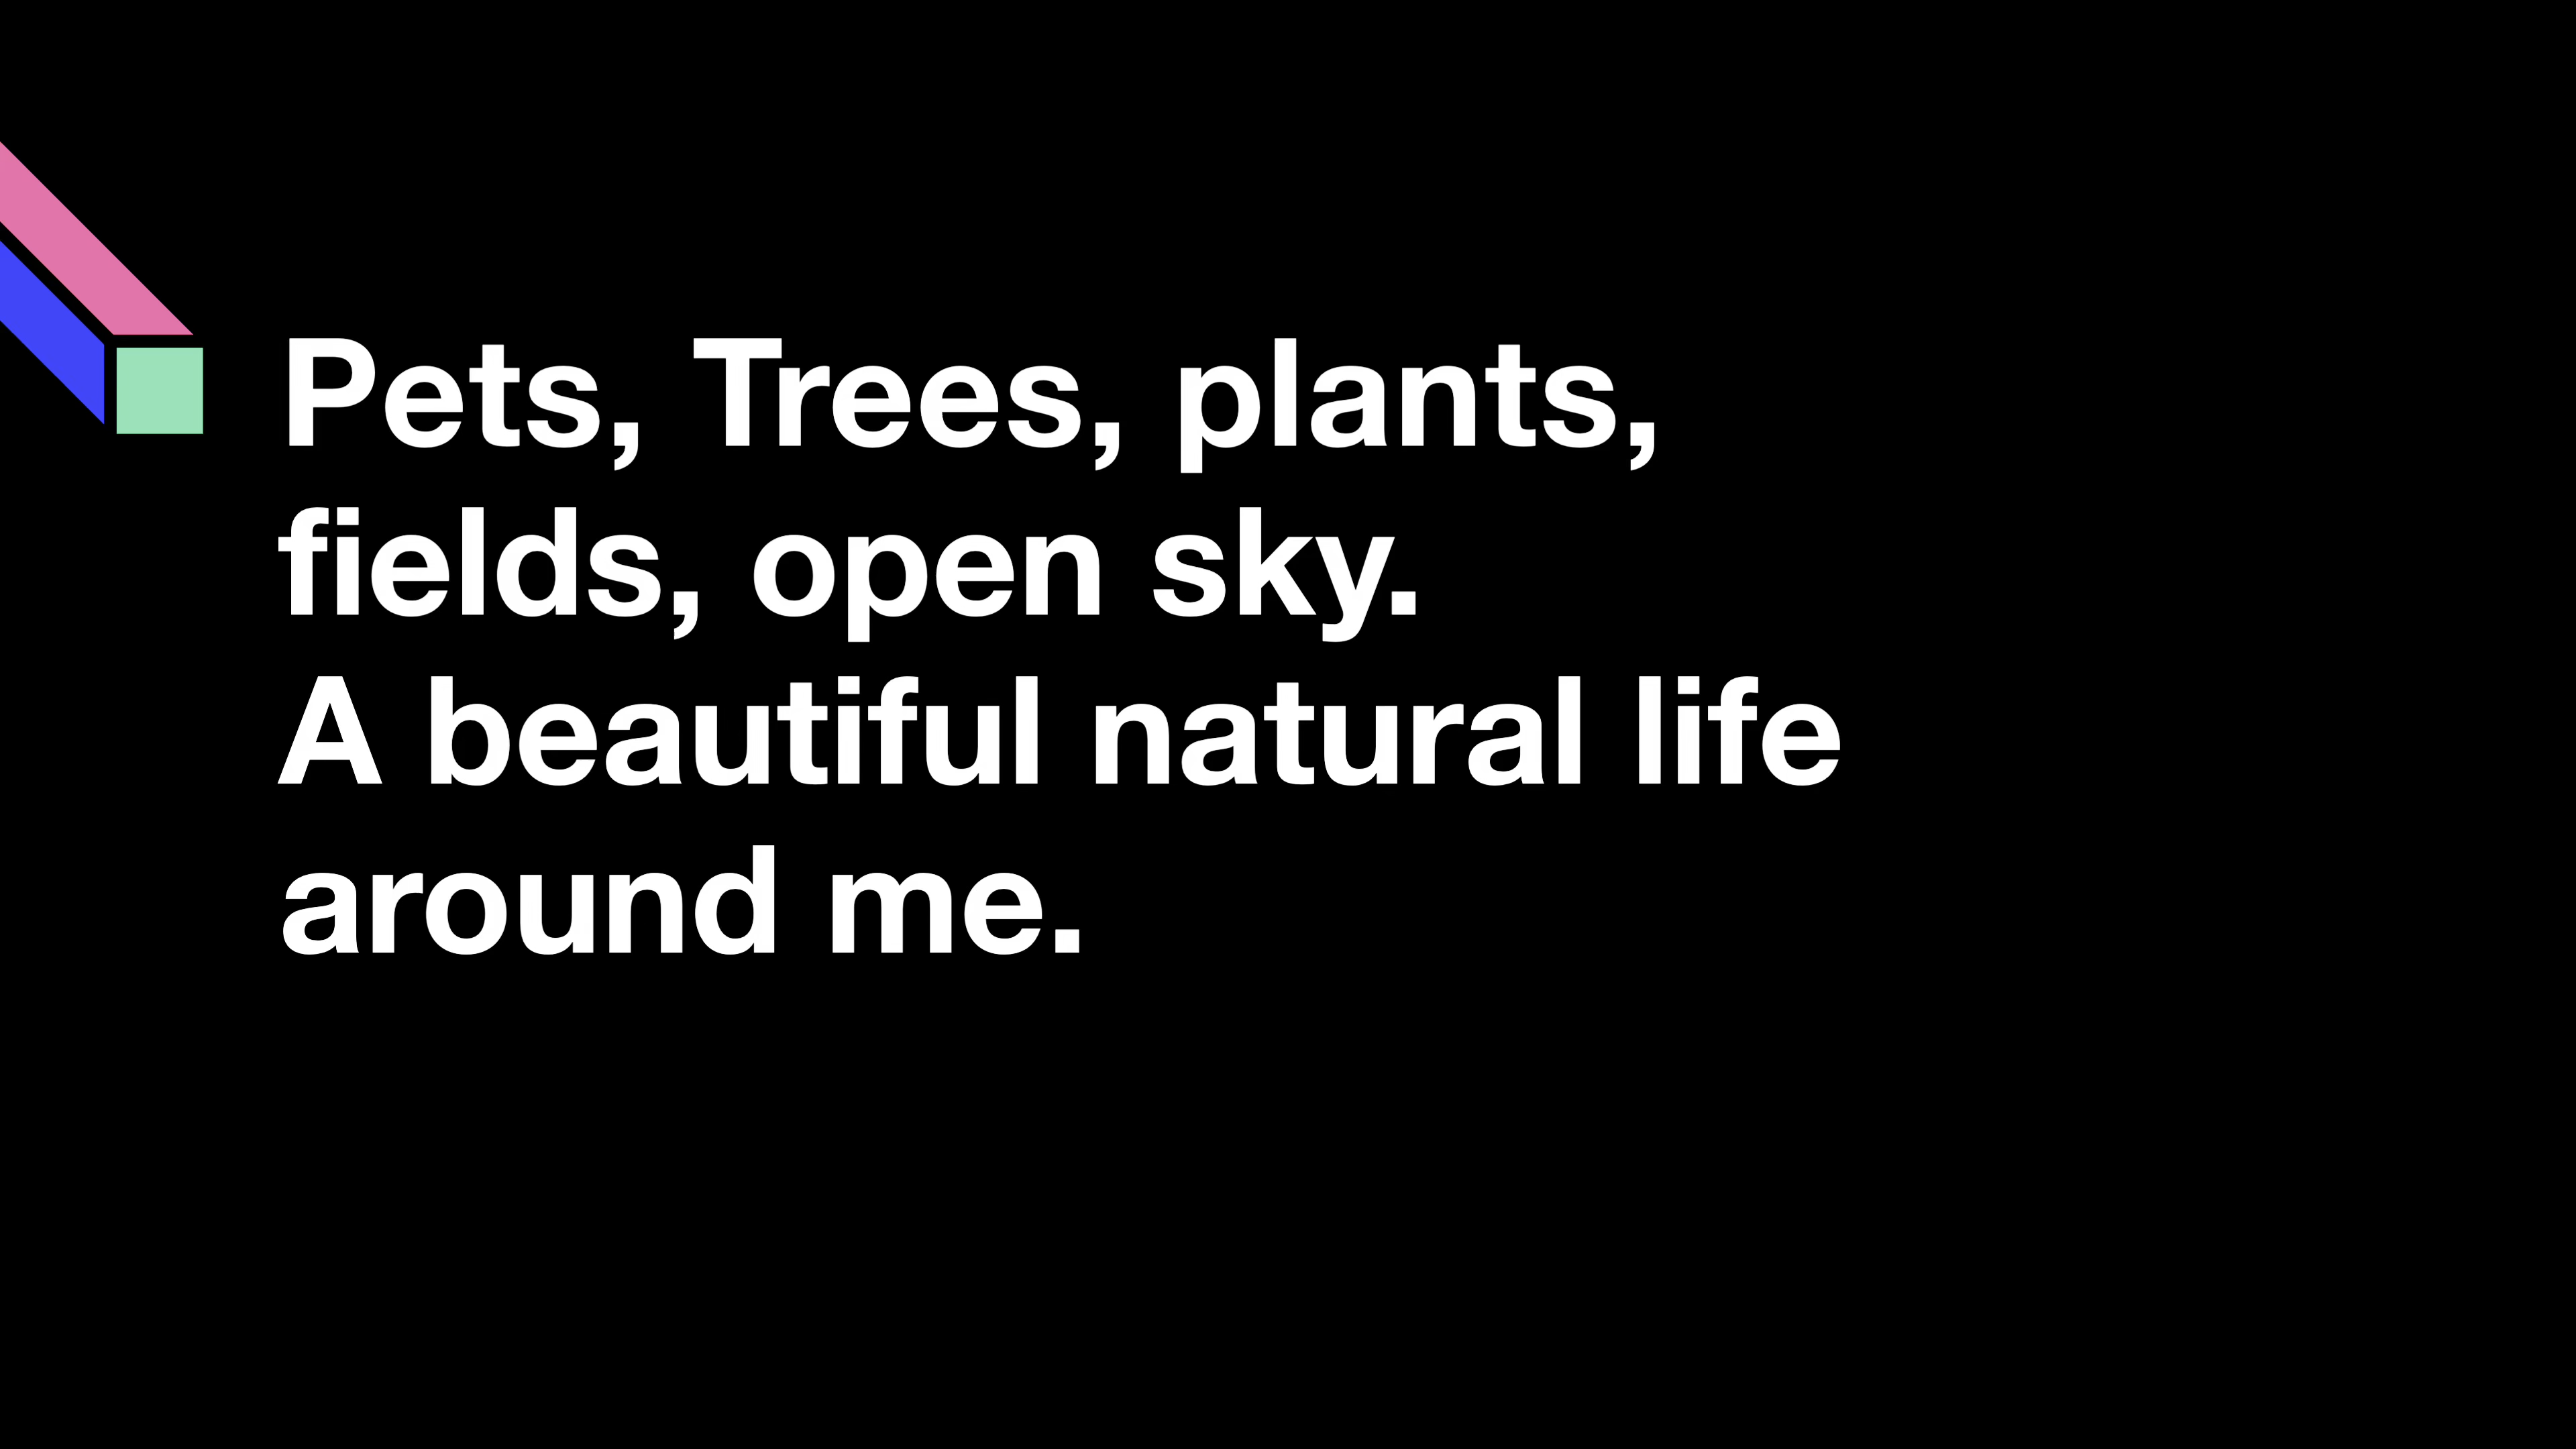 Pets, Trees, plants,
fields, open sky.
A beautiful natural life
around me.